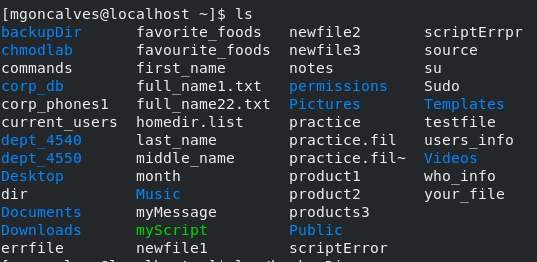 [mgoncalves@localhost ~]$ ls
backupDir favorite_foods newfile2 scriptErrpr
chmodlab favourite_foods newfile3 source
commands first_name notes su
corp_db full_name1.txt permissions Sudo
corp_phones1 full_name22.txt Pictures Templates
current_users homedir.list practice testfile
dept_4540 last_name practice.fil users_info
dept_4550 middle_name practice.fil~ Videos
Desktop month product1 who_info
dir Music product2 your_file
Documents myMessage products3
Downloads myScript Public
errfile newfile1 scriptError